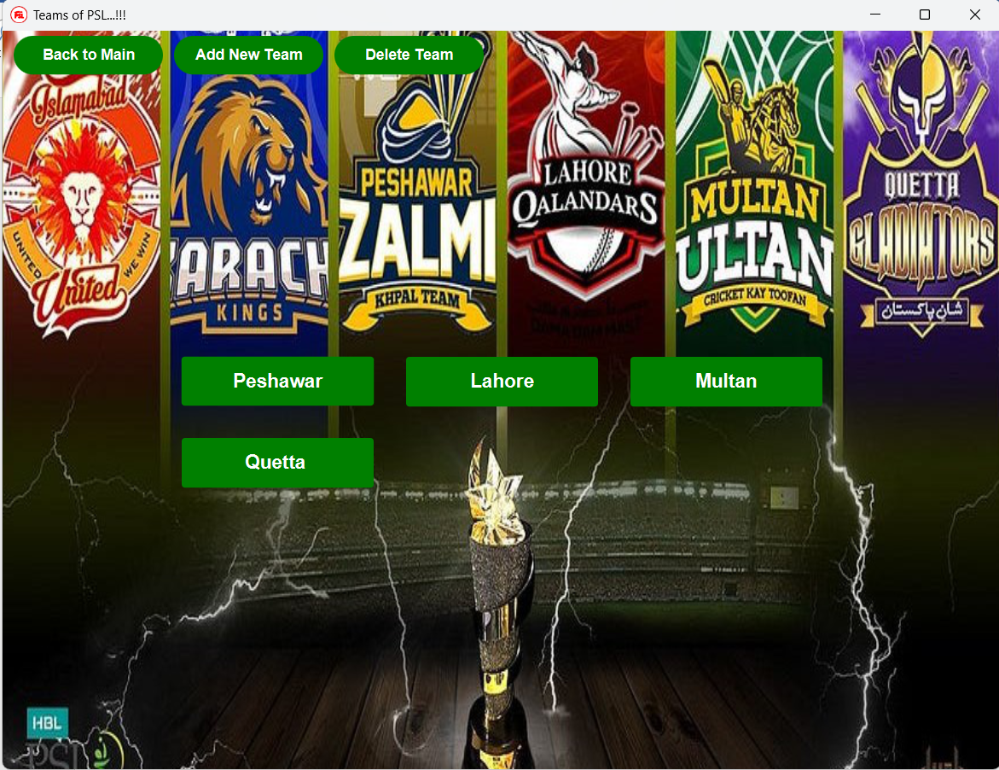 Teams of PSL...!!!
Back to Main
Add New Team
Delete Team
Islamabad
UNITED
WE WIN
United
KARACHI
KINGS
PESHAWAR
ZALMI
KHPAL TEAM
LAHORE
QALANDARS
MULTAN
SULTANS
CRICKET KAY TOOFAN
QUETTA
GLADIATORS
شان پاکستان
Peshawar
Lahore
Multan
Quetta
HBL
PSL